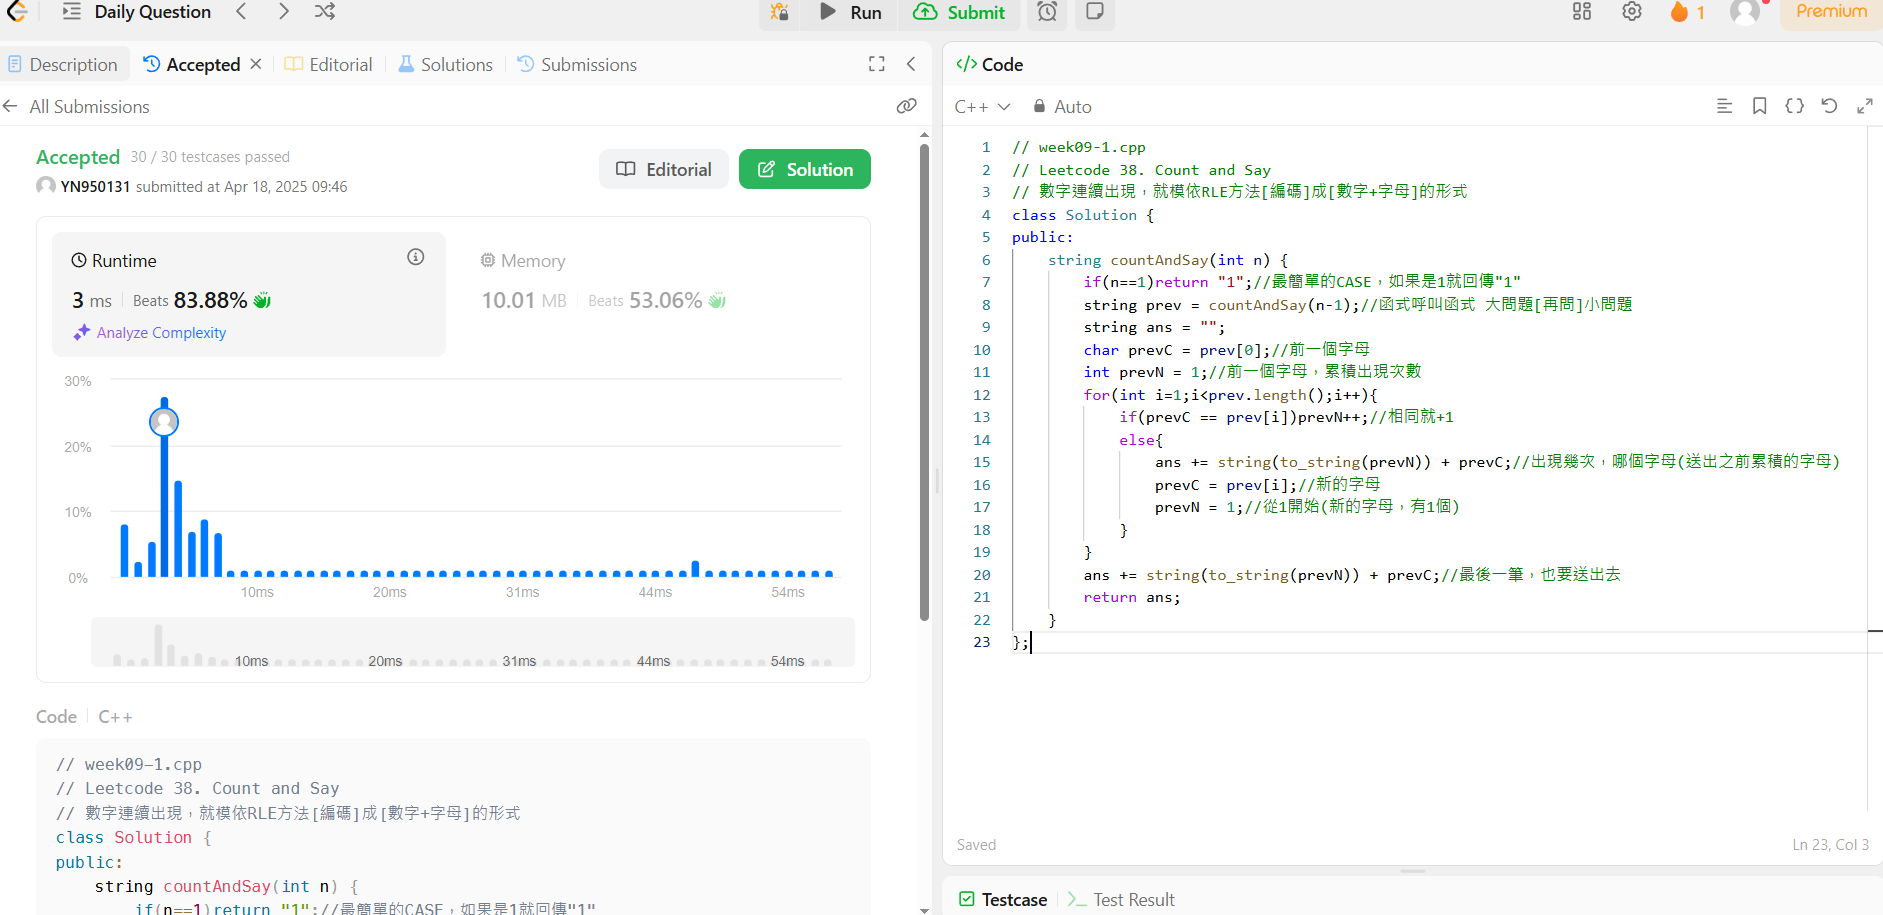 Daily Question
Run
Submit
1
Premium
Description
Accepted
Editorial
Solutions
Submissions
All Submissions
Accepted 30 / 30 testcases passed
YN950131 submitted at Apr 18, 2025 09:46
Editorial
Solution
Runtime
3 ms Beats 83.88%
Analyze Complexity
Memory
10.01 MB Beats 53.06%
30%
20%
10%
0%
10ms 20ms 31ms 44ms 54ms
10ms 20ms 31ms 44ms 54ms
Code C++
// week09-1.cpp
// Leetcode 38. Count and Say
// 數字連續出現，就模依RLE方法[編碼]成[數字+字母]的形式
class Solution {
public:
string countAndSay(int n) {
if(n==1)return "1";//最簡單的CASE，如果是1就回傳"1"
</> Code
C++ Auto
1 // week09-1.cpp
2 // Leetcode 38. Count and Say
3 // 數字連續出現，就模依RLE方法[編碼]成[數字+字母]的形式
4 class Solution {
5 public:
6 string countAndSay(int n) {
7 if(n==1)return "1";//最簡單的CASE，如果是1就回傳"1"
8 string prev = countAndSay(n-1);//函式呼叫函式 大問題[再問]小問題
9 string ans = "";
10 char prevC = prev[0];//前一個字母
11 int prevN = 1;//前一個字母，累積出現次數
12 for(int i=1;i<prev.length();i++){
13 if(prevC == prev[i])prevN++;//相同就+1
14 else{
15 ans += string(to_string(prevN)) + prevC;//出現幾次，哪個字母(送出之前累積的字母)
16 prevC = prev[i];//新的字母
17 prevN = 1;//從1開始(新的字母，有1個)
18 }
19 }
20 ans += string(to_string(prevN)) + prevC;//最後一筆，也要送出去
21 return ans;
22 }
23 };
Saved
Ln 23, Col 3
Testcase
Test Result